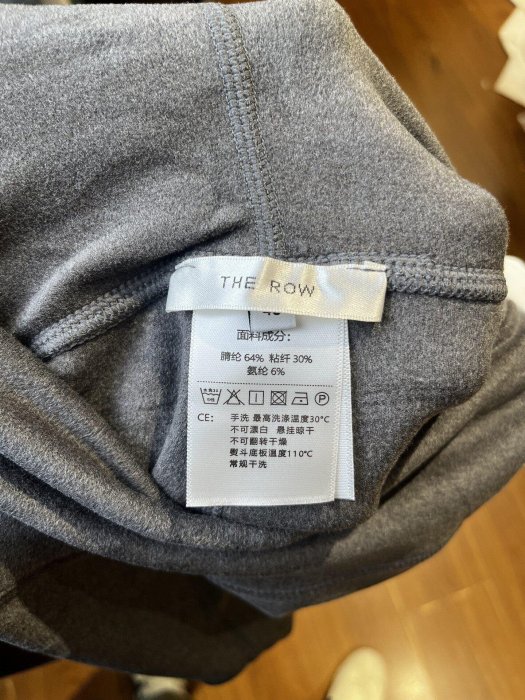 THE ROW
面料成分:
腈纶 64% 粘纤 30%
氨纶 6%
CE: 手洗 最高洗涤温度30℃
不可漂白 悬挂晾干
不可翻转干燥
熨斗底板温度110℃
常规干洗